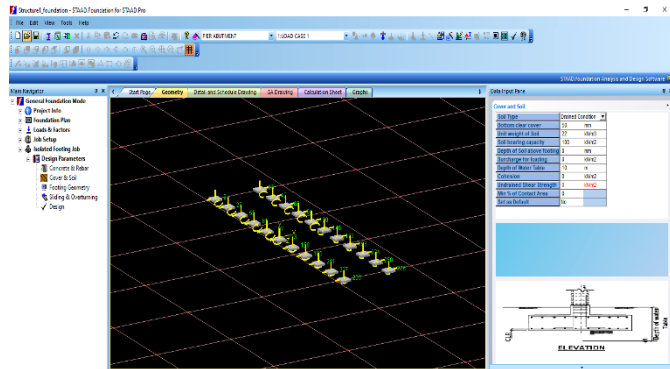 Structure1_foundation - STAAD.Foundation for STAAD.Pro
File Edit View Tools Help
PIER ABUTMENT 1:LOAD CASE 1
STAAD.foundation Analysis and Design Software
Main Navigator
Start Page Geometry Detail and Schedule Drawing GA Drawing Calculation Sheet Graphs
Data Input Pane
General Foundation Mode
Project Info
Foundation Plan
Loads & Factors
Job Setup
Isolated Footing Job
Design Parameters
Concrete & Rebar
Cover & Soil
Footing Geometry
Sliding & Overturning
Design
Cover and Soil
Soil Type Drained Condition
Bottom clear cover 50 mm
Unit weight of Soil 22 kN/m3
Soil bearing capacity 100 kN/m2
Depth of Soil above footing 0 mm
Surcharge for loading 0 kN/m2
Depth of Water Table 10 m
Cohesion 0 kN/m2
Undrained Shear Strength 0 kN/m2
Min % of Contact Area 0
Set as Default No
Depth of water Table
ELEVATION